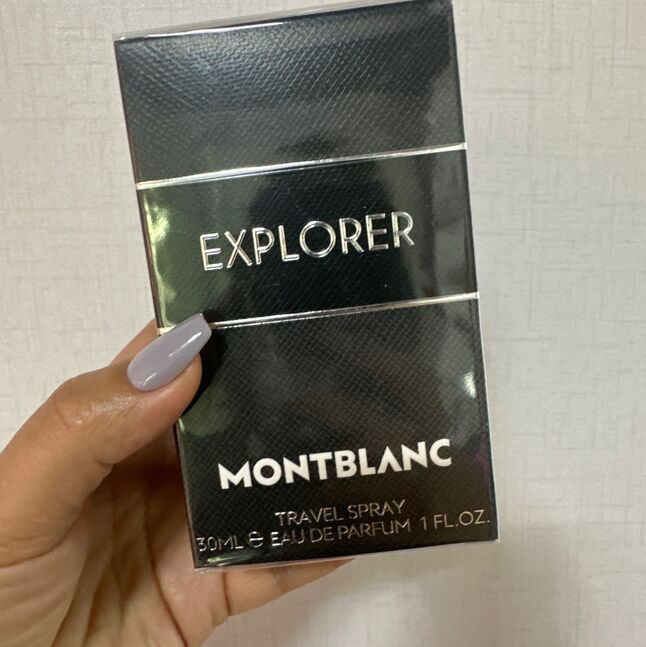 EXPLORER
MONTBLANC
TRAVEL SPRAY
30ML ℮ EAU DE PARFUM 1 FL.OZ.